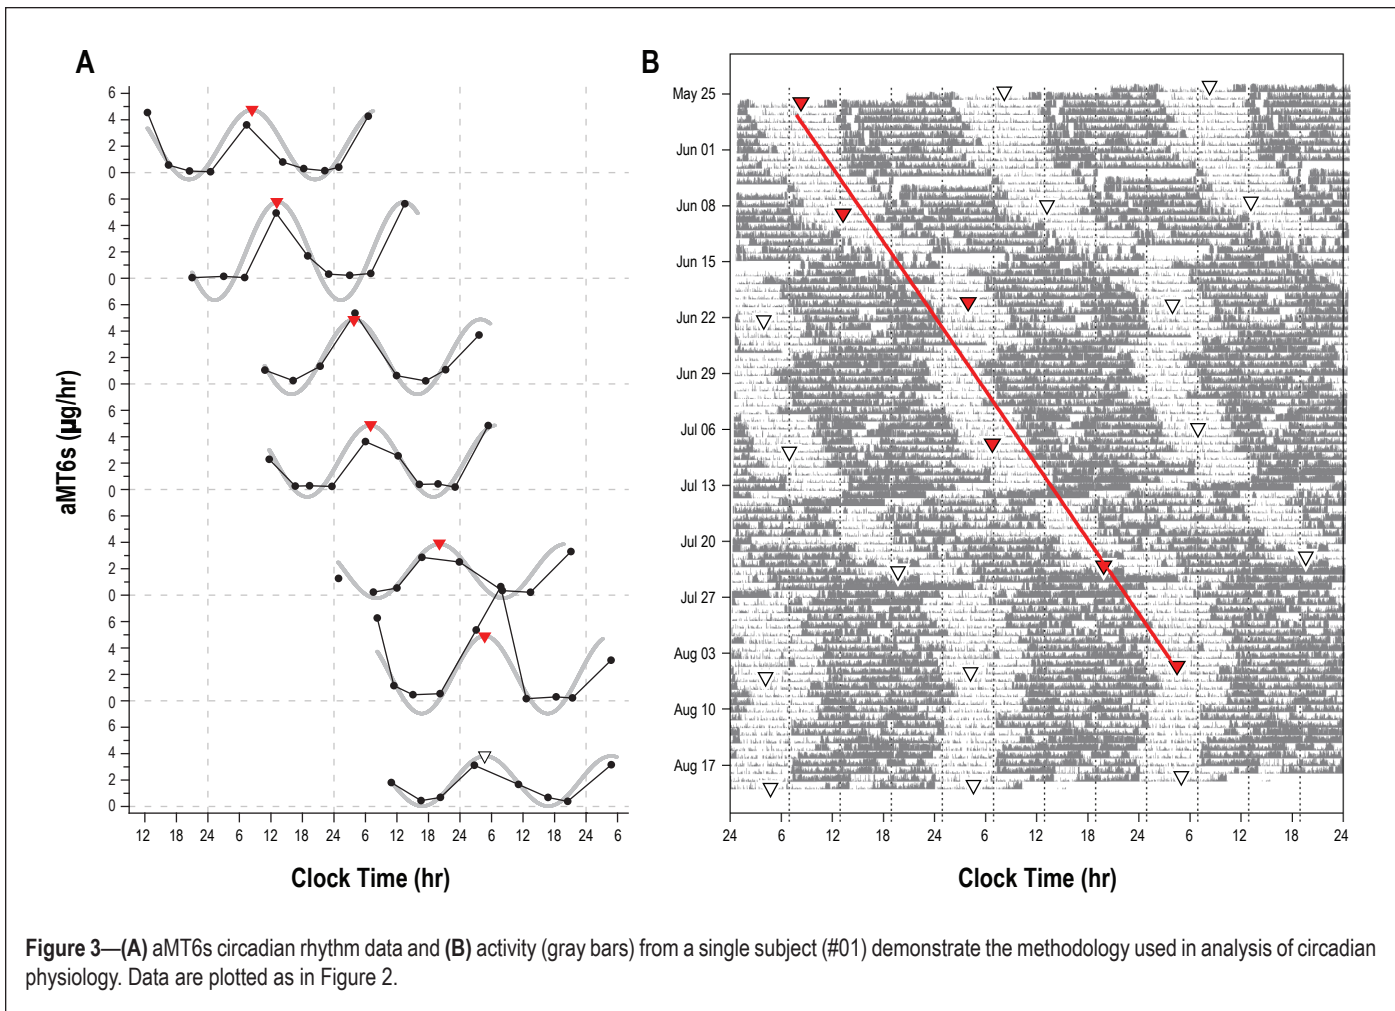 A
B
6
4
2
0
6
4
2
0
6
4
2
0
6
4
2
0
6
4
2
0
6
4
2
0
6
4
2
0
aMT6s (µg/hr)
12 18 24 6 12 18 24 6 12 18 24 6 12 18 24 6
Clock Time (hr)
May 25
Jun 01
Jun 08
Jun 15
Jun 22
Jun 29
Jul 06
Jul 13
Jul 20
Jul 27
Aug 03
Aug 10
Aug 17
24 6 12 18 24 6 12 18 24 6 12 18 24
Clock Time (hr)
Figure 3—(A) aMT6s circadian rhythm data and (B) activity (gray bars) from a single subject (#01) demonstrate the methodology used in analysis of circadian
physiology. Data are plotted as in Figure 2.